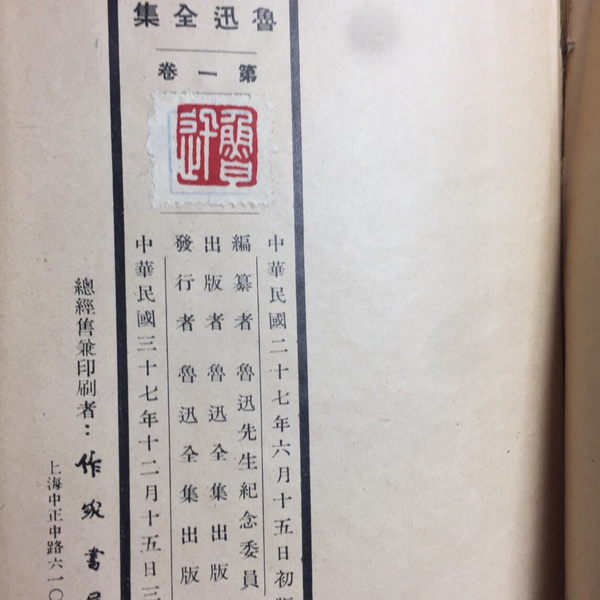 魯迅全集
第一卷
魯迅
中華民國二十七年六月十五日初版
編纂者 魯迅先生紀念委員
出版者 魯迅全集出版
發行者 魯迅全集出版
中華民國三十七年十二月十五日三
總經售兼印刷者：作家書屋
上海中正中路六一〇